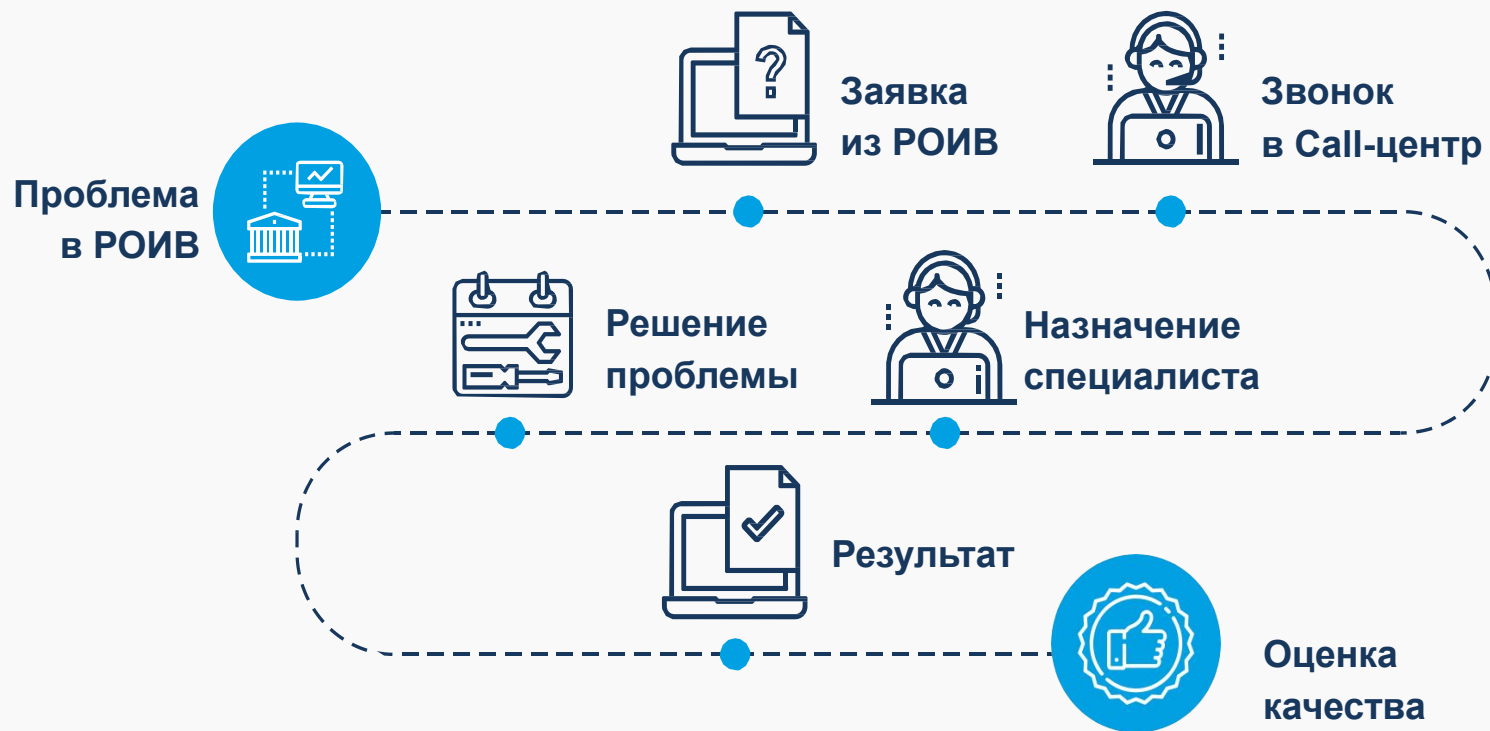 Проблема
в РОИВ
Заявка
из РОИВ
Звонок
в Call-центр
Назначение
специалиста
Решение
проблемы
Результат
Оценка
качества